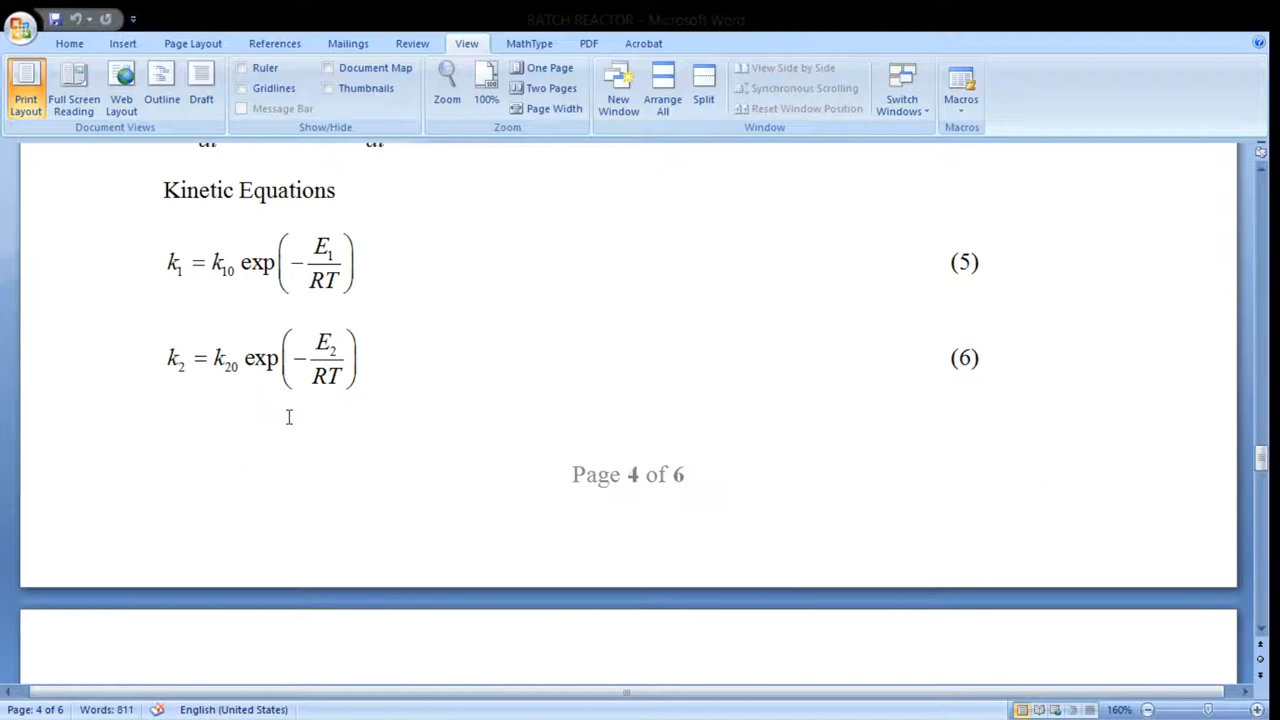 BATCH REACTOR - Microsoft Word
Home Insert Page Layout References Mailings Review View MathType PDF Acrobat
Print Layout
Full Screen Reading
Web Layout
Outline
Draft
Document Views
Ruler
Gridlines
Message Bar
Document Map
Thumbnails
Show/Hide
Zoom
100%
One Page
Two Pages
Page Width
Zoom
New Window
Arrange All
Split
View Side by Side
Synchronous Scrolling
Reset Window Position
Window
Switch Windows
Macros
Macros
Kinetic Equations
k₁ = k₁₀ exp(−E₁/RT) (5)
k₂ = k₂₀ exp(−E₂/RT) (6)
Page 4 of 6
Page: 4 of 6 Words: 811 English (United States) 160%